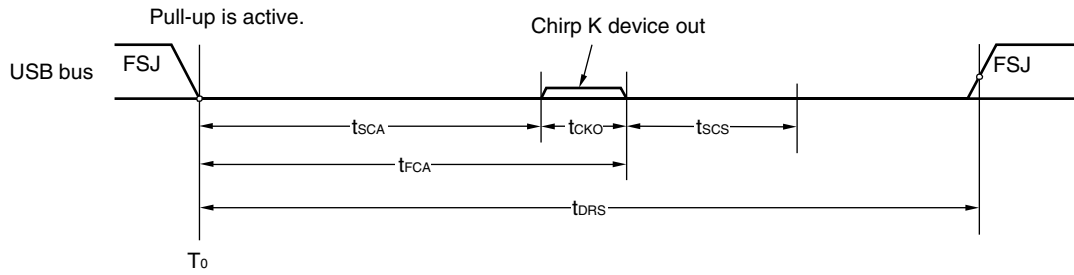 Pull-up is active.
Chirp K device out
USB bus
FSJ
FSJ
tSCA
tCKO
tSCS
tFCA
tDRS
T0